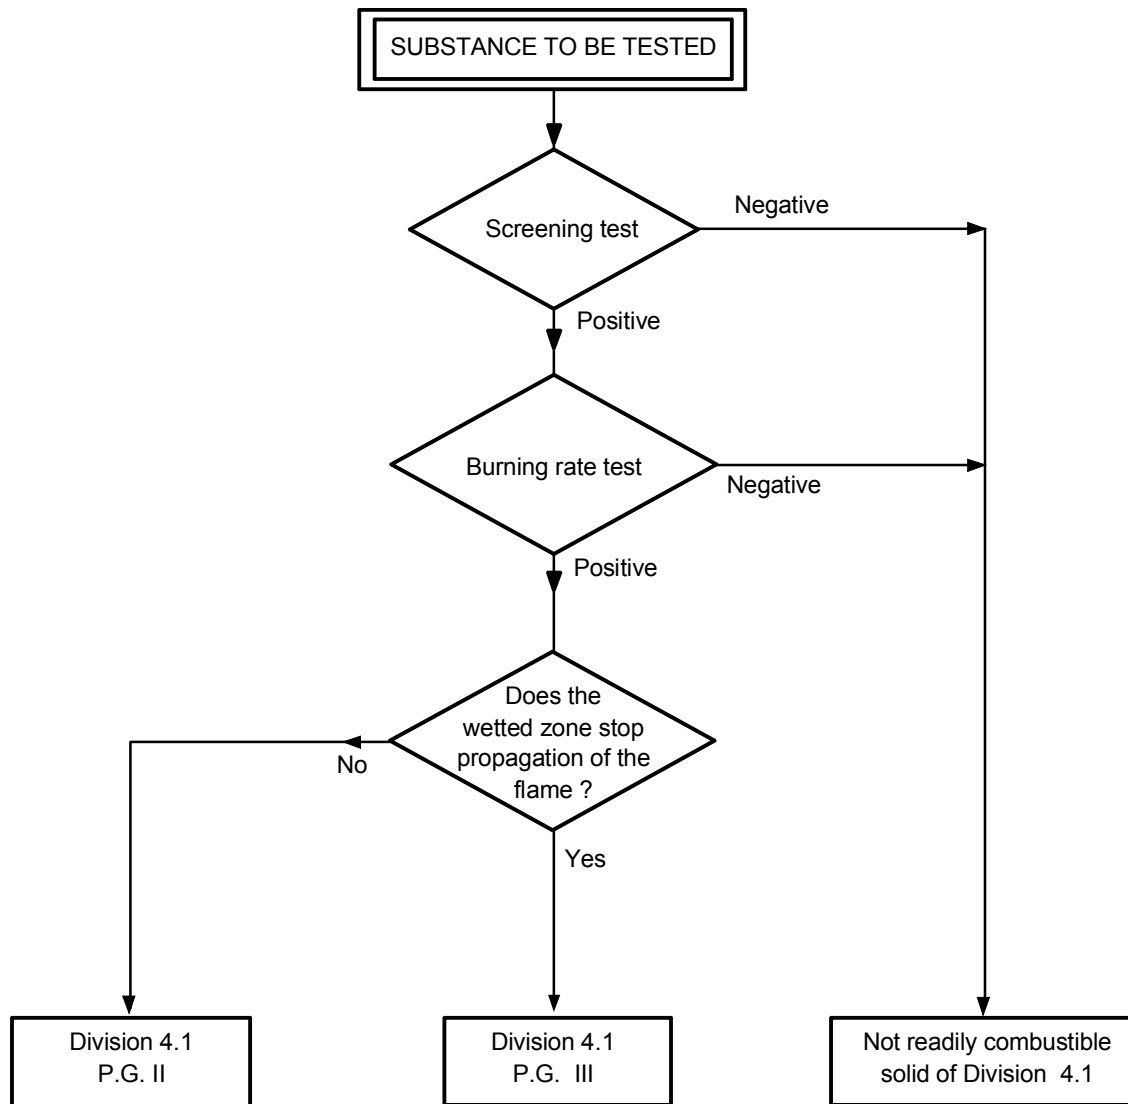 SUBSTANCE TO BE TESTED
Negative
Screening test
Positive
Burning rate test
Negative
Positive
Does the
wetted zone stop
propagation of the
flame ?
No
Yes
Division 4.1
P.G. II
Division 4.1
P.G. III
Not readily combustible
solid of Division 4.1